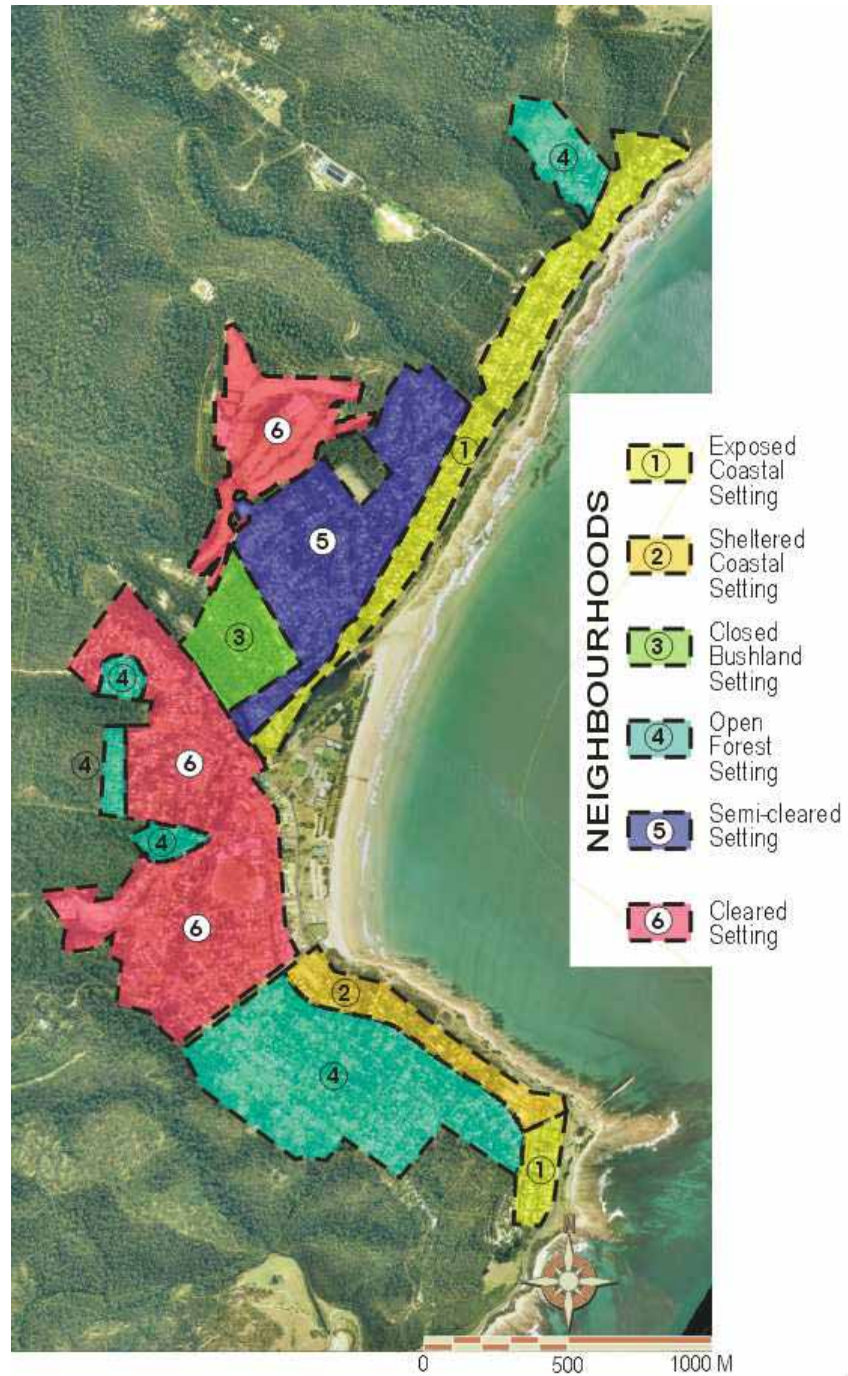 4
1
6
5
3
4
4
6
4
6
2
4
1
N
0 500 1000 M
NEIGHBOURHOODS
1 Exposed
Coastal
Setting
2 Sheltered
Coastal
Setting
3 Closed
Bushland
Setting
4 Open
Forest
Setting
5 Semi-cleared
Setting
6 Cleared
Setting